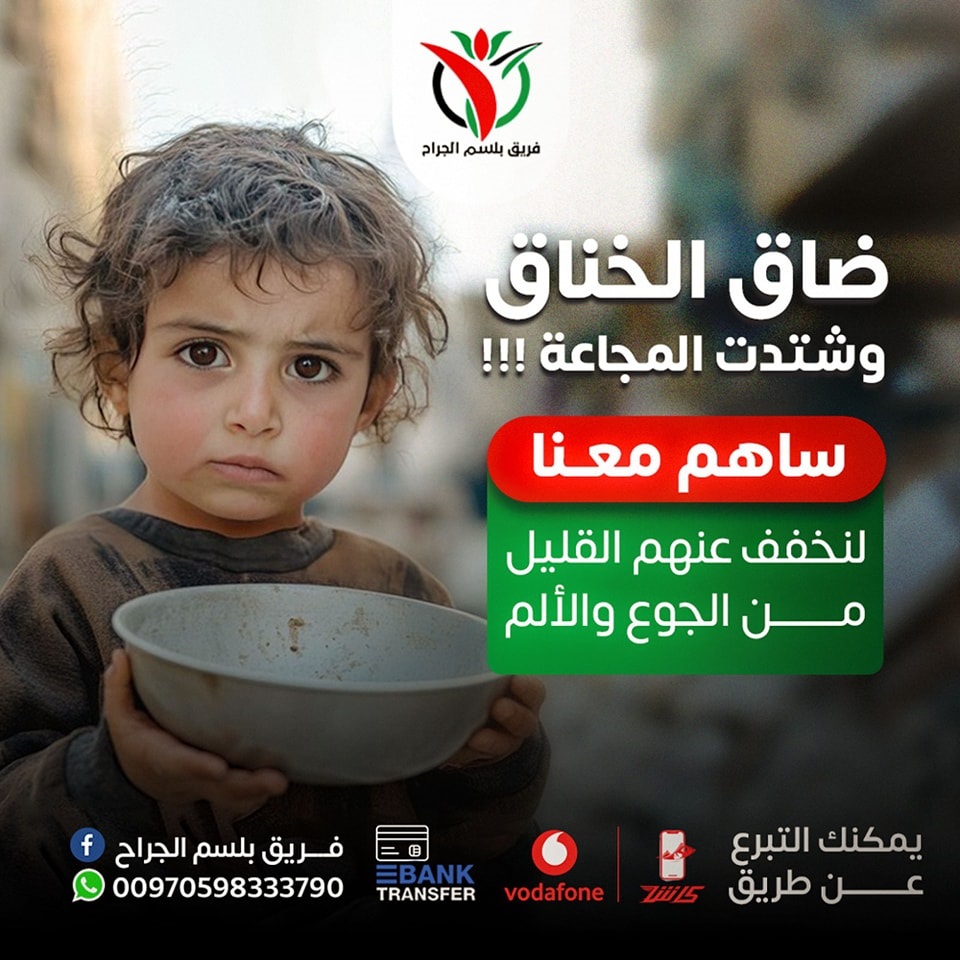 فريق بلسم الجراح
ضاق الخناق
وشتدت المجاعة !!!
ساهم معنا
لنخفف عنهم القليل
من الجوع والألم
يمكنك التبرع
عن طريق
كاش
vodafone
BANK
TRANSFER
فريق بلسم الجراح
00970598333790